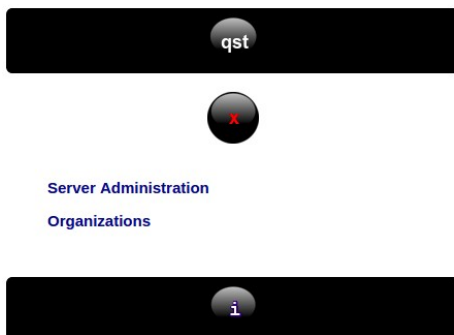 qst
x
Server Administration
Organizations
i